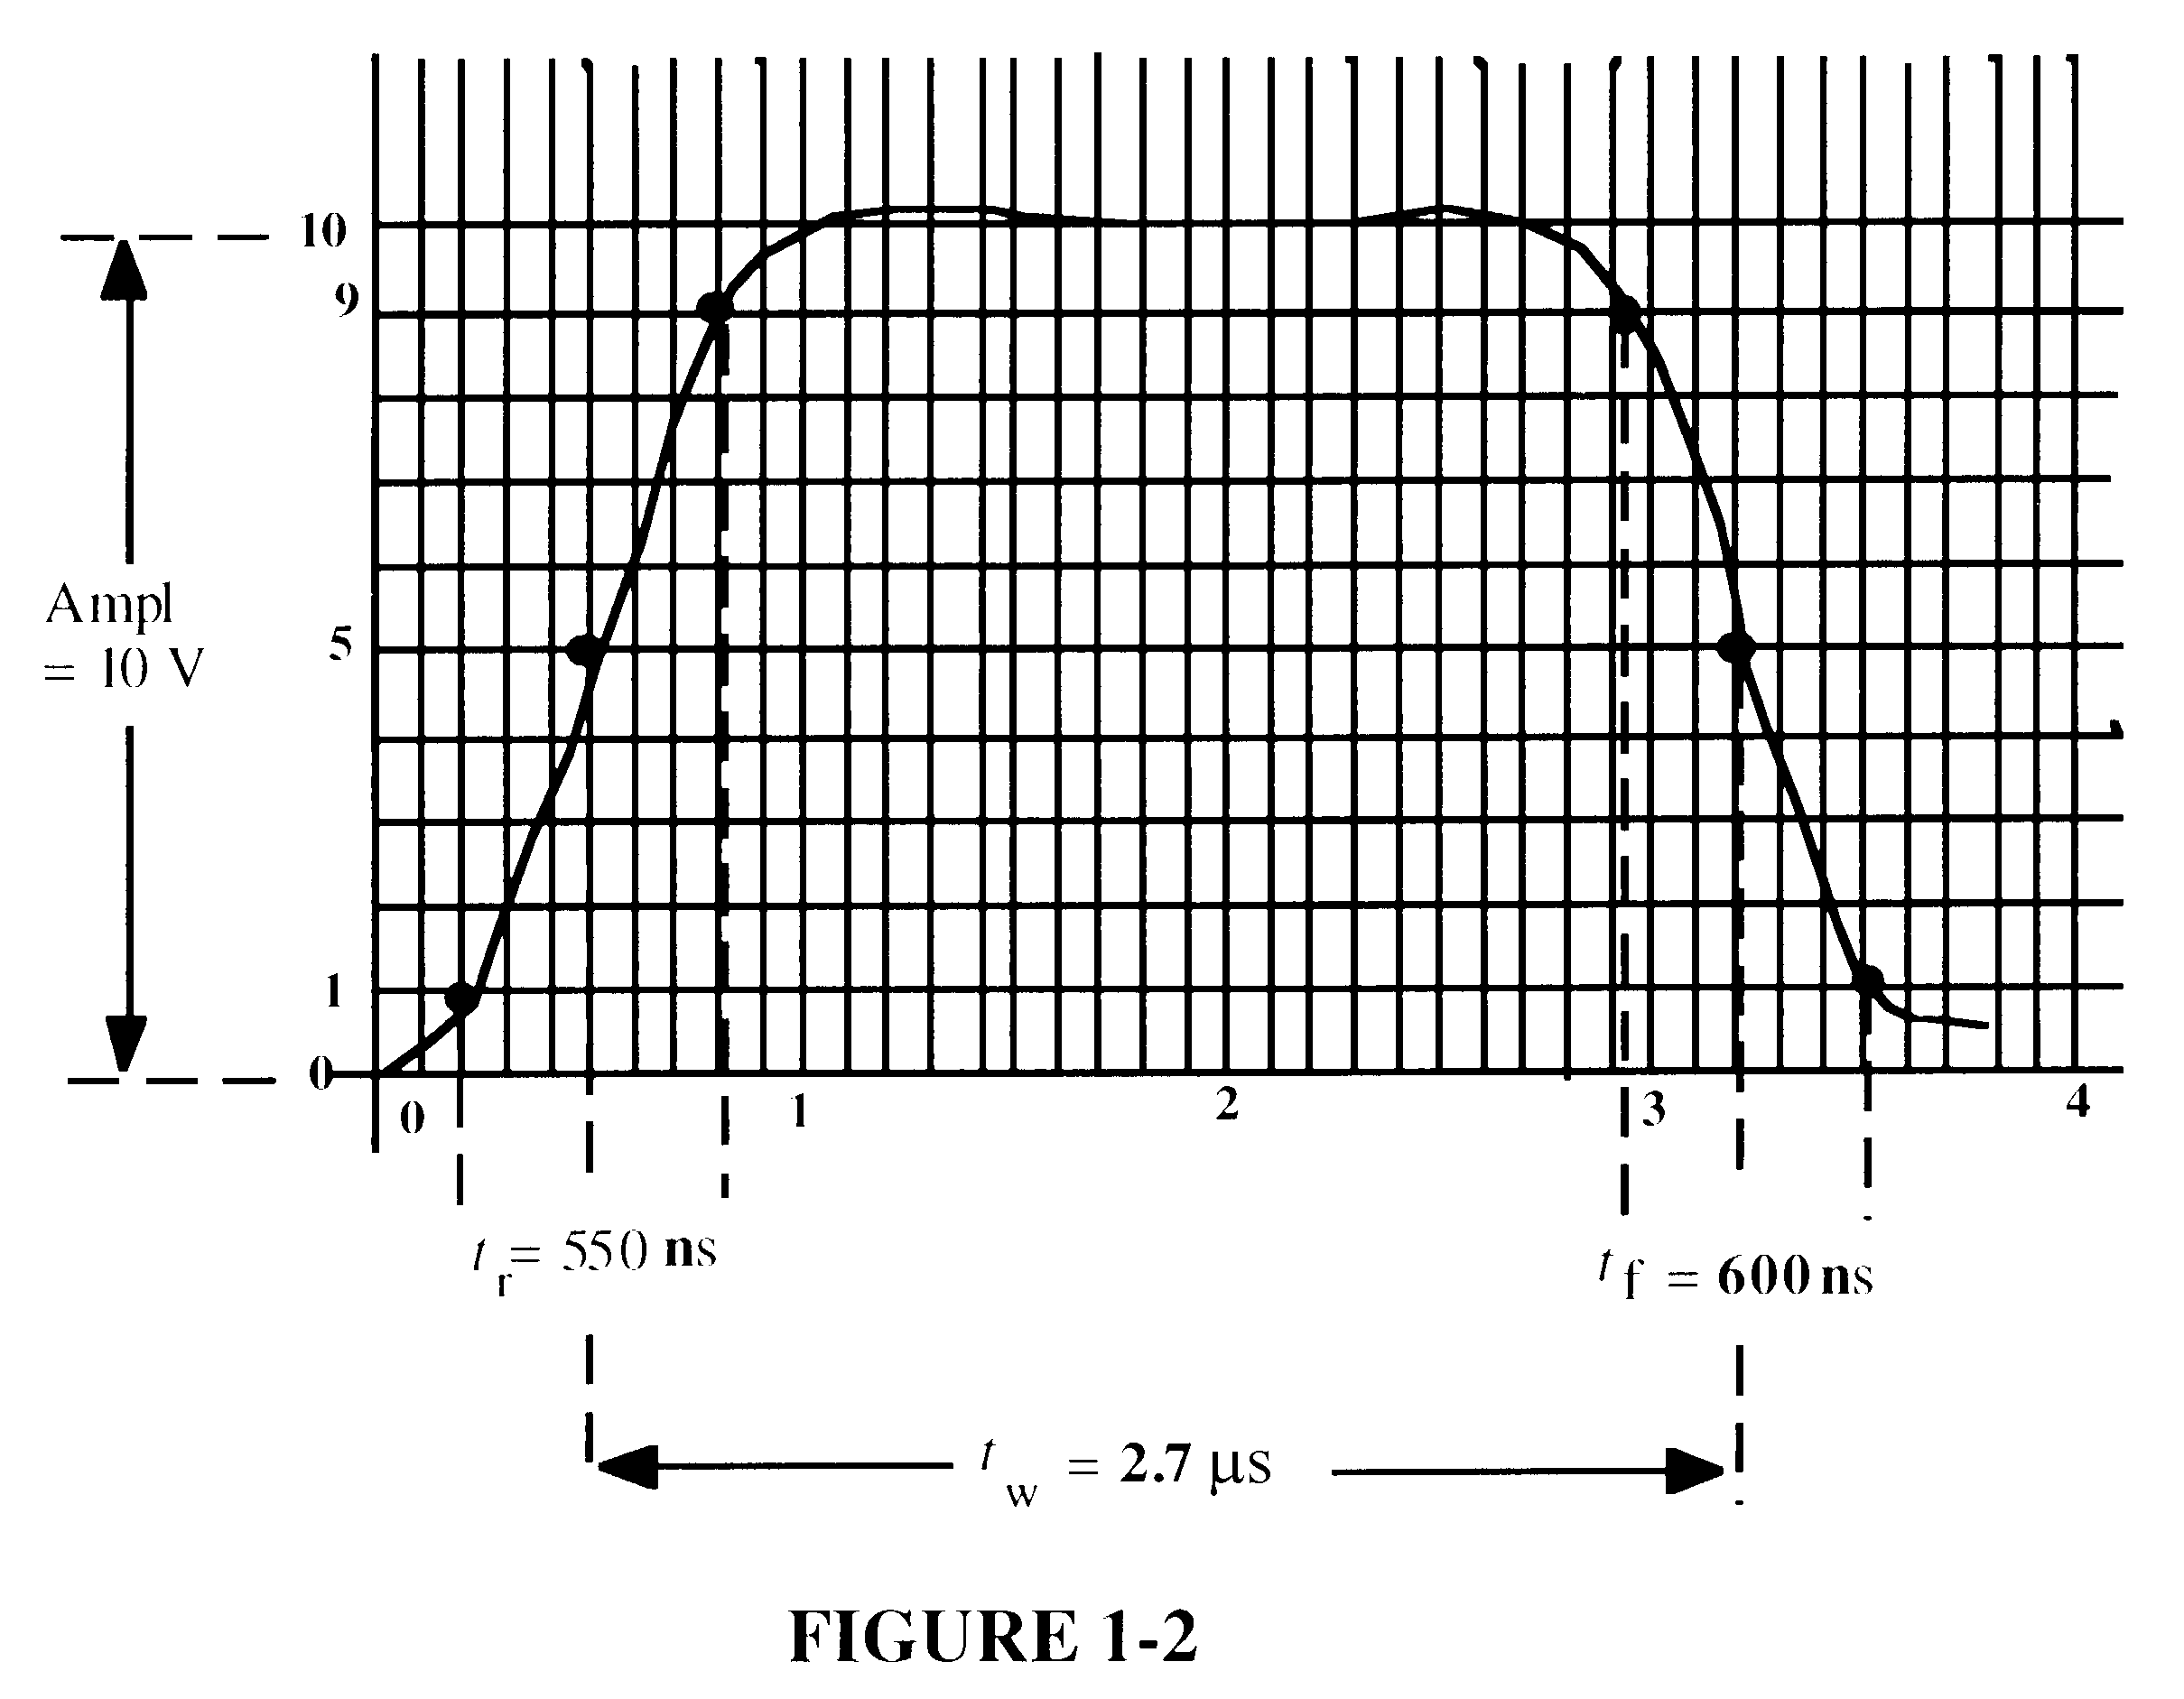 10
9
Ampl
= 10 V
5
1
0
0 1 2 3 4
tr = 550 ns
tf = 600 ns
tw = 2.7 μs
FIGURE 1-2